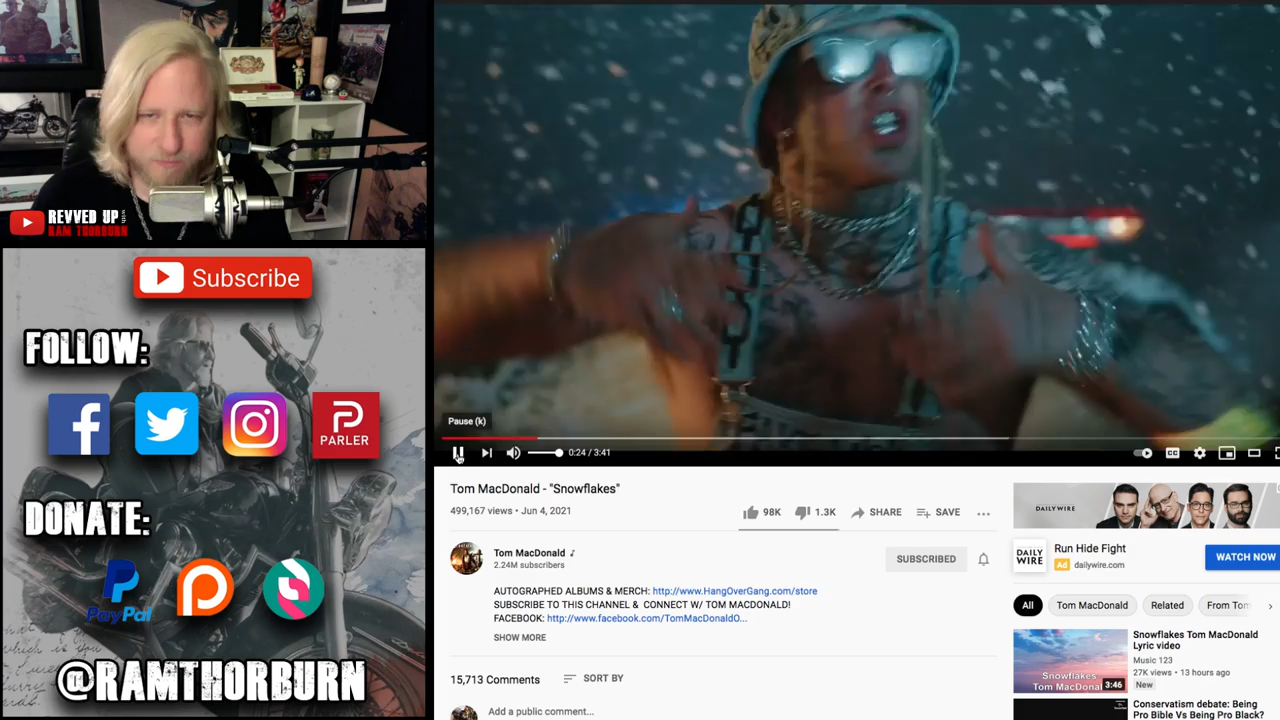 REVVED UP with
RAM THORBURN
Subscribe
FOLLOW:
PARLER
DONATE:
PayPal
@RAMTHORBURN
Pause (k)
0:24 / 3:41
CC
Tom MacDonald - "Snowflakes"
499,167 views • Jun 4, 2021
98K
1.3K
SHARE
SAVE
Tom MacDonald
2.24M subscribers
SUBSCRIBED
AUTOGRAPHED ALBUMS & MERCH: http://www.HangOverGang.com/store
SUBSCRIBE TO THIS CHANNEL & CONNECT W/ TOM MACDONALD!
FACEBOOK: http://www.facebook.com/TomMacDonaldO...
SHOW MORE
15,713 Comments
SORT BY
Add a public comment...
DAILYWIRE
DAILY
WIRE
Run Hide Fight
Ad dailywire.com
WATCH NOW
All
Tom MacDonald
Related
From Tom
Snowflakes
Tom MacDonal
3:46
Snowflakes Tom MacDonald
Lyric video
Music 123
27K views • 13 hours ago
New
Conservatism debate: Being
Pro Bible Vs Being Pro Black?